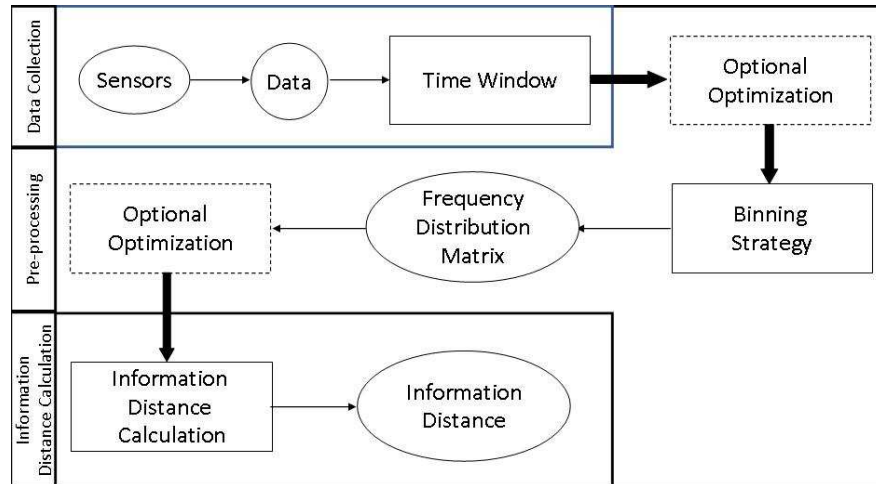 Data Collection
Sensors
Data
Time Window
Optional
Optimization
Pre-processing
Optional
Optimization
Frequency
Distribution
Matrix
Binning
Strategy
Information
Distance Calculation
Information
Distance
Calculation
Information
Distance